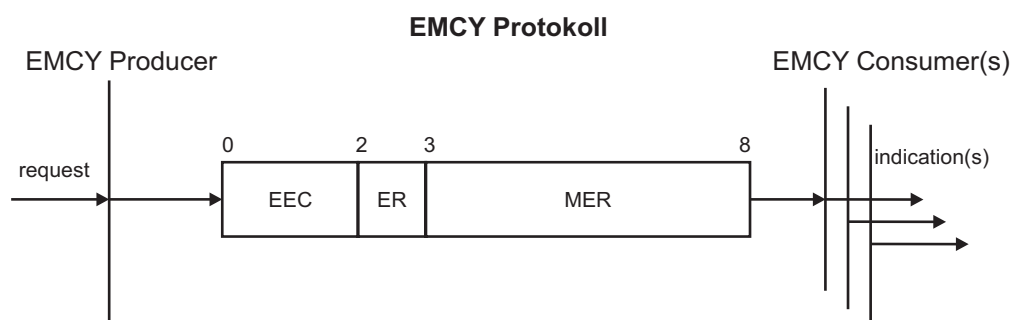 EMCY Protokoll
EMCY Producer
EMCY Consumer(s)
0 2 3 8
request
indication(s)
EEC ER MER